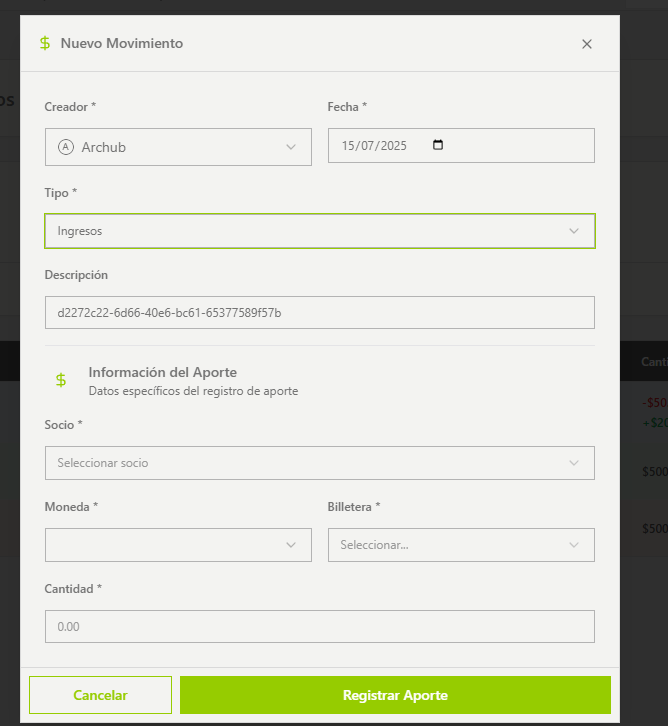 Nuevo Movimiento
Creador *
Fecha *
A Archub
15/07/2025
Tipo *
Ingresos
Descripción
d2272c22-6d66-40e6-bc61-65377589f57b
Información del Aporte
Datos específicos del registro de aporte
Socio *
Seleccionar socio
Moneda *
Billetera *
Seleccionar...
Cantidad *
0.00
Cancelar
Registrar Aporte
os
Canti
-$50
+$20
$500
$500